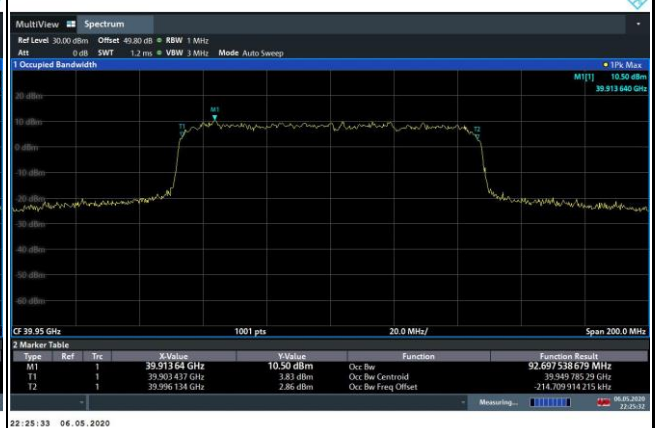 MultiView Spectrum
Ref Level 30.00 dBm Offset 49.80 dB RBW 1 MHz
Att 0 dB SWT 1.2 ms VBW 3 MHz Mode Auto Sweep
1 Occupied Bandwidth 1Pk Max
M1[1] 10.50 dBm
39.913 640 GHz
20 dBm
M1
10 dBm
T1
T2
0 dBm
-10 dBm
-20 dBm
-30 dBm
-40 dBm
-50 dBm
-60 dBm
CF 39.95 GHz 1001 pts 20.0 MHz/ Span 200.0 MHz
2 Marker Table
Type Ref Trc X-Value Y-Value Function Function Result
M1 1 39.913 64 GHz 10.50 dBm Occ Bw 92.697 538 679 MHz
T1 1 39.903 437 GHz 3.83 dBm Occ Bw Centroid 39.949 785 29 GHz
T2 1 39.996 134 GHz 2.86 dBm Occ Bw Freq Offset -214.709 914 215 kHz
Measuring... 06.05.2020
22:25:32
22:25:33 06.05.2020